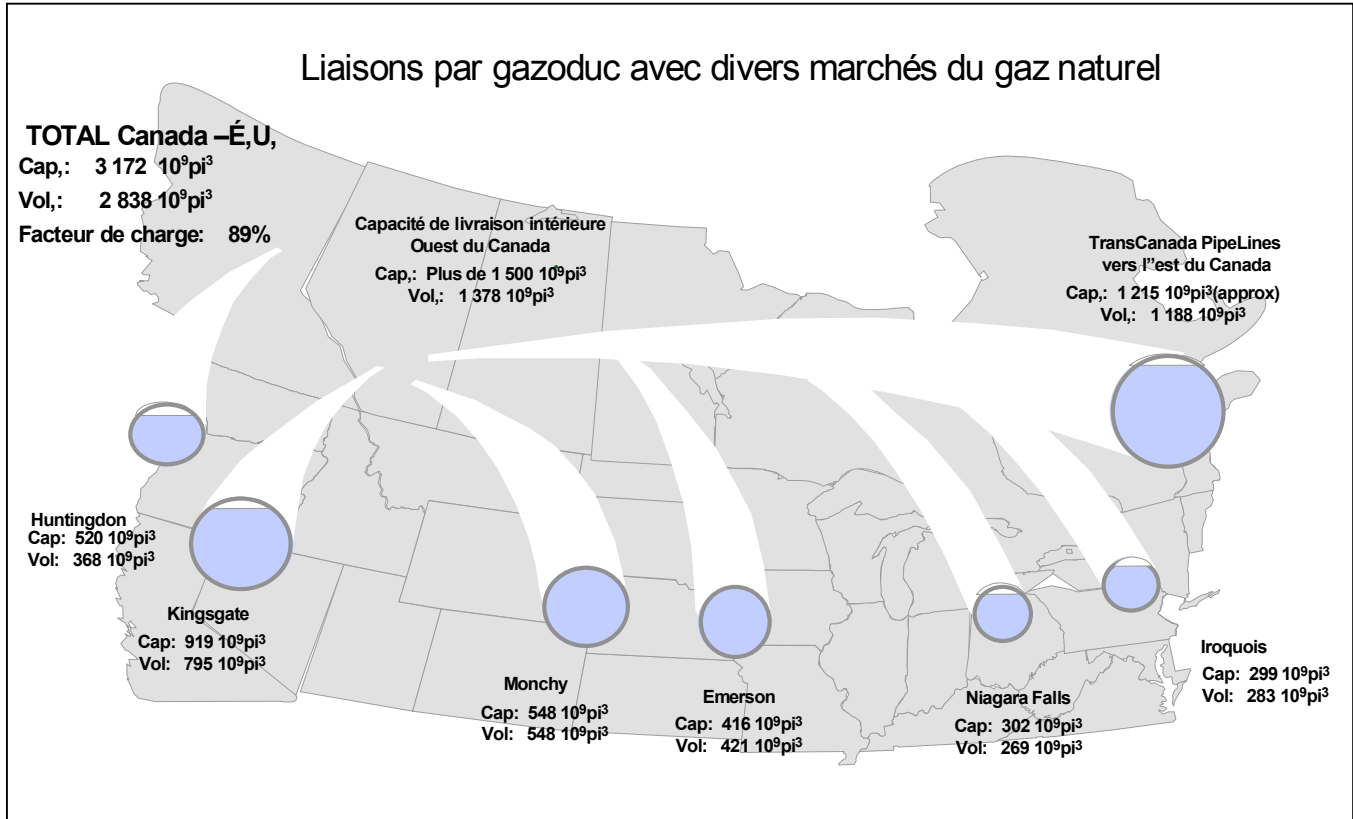 Liaisons par gazoduc avec divers marchés du gaz naturel
TOTAL Canada –É,U,
Cap,: 3 172 10⁹pi³
Vol,: 2 838 10⁹pi³
Facteur de charge: 89%
Capacité de livraison intérieure
Ouest du Canada
Cap,: Plus de 1 500 10⁹pi³
Vol,: 1 378 10⁹pi³
TransCanada PipeLines
vers l"est du Canada
Cap,: 1 215 10⁹pi³(approx)
Vol,: 1 188 10⁹pi³
Huntingdon
Cap: 520 10⁹pi³
Vol: 368 10⁹pi³
Kingsgate
Cap: 919 10⁹pi³
Vol: 795 10⁹pi³
Monchy
Cap: 548 10⁹pi³
Vol: 548 10⁹pi³
Emerson
Cap: 416 10⁹pi³
Vol: 421 10⁹pi³
Niagara Falls
Cap: 302 10⁹pi³
Vol: 269 10⁹pi³
Iroquois
Cap: 299 10⁹pi³
Vol: 283 10⁹pi³